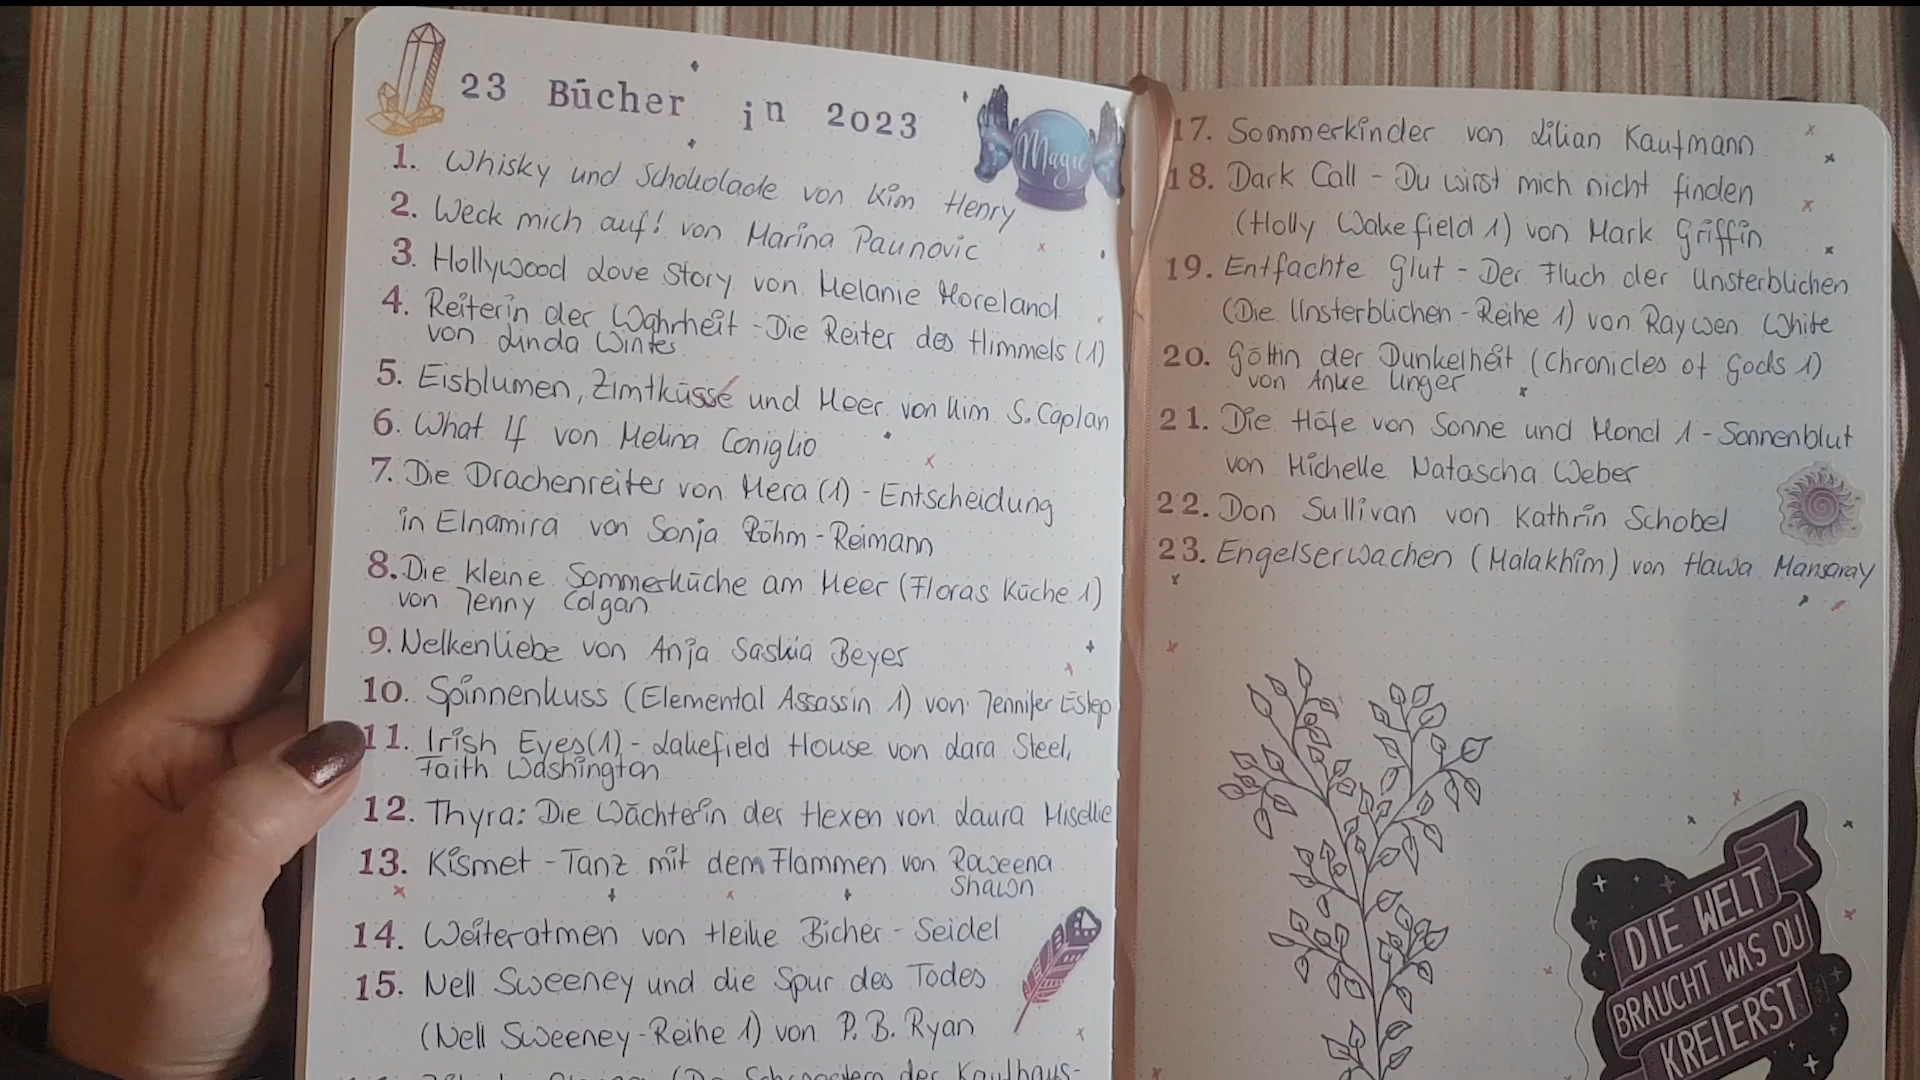 23 Bücher in 2023
Magic
1. Whisky und Schokolade von Kim Henry
2. Weck mich auf! von Marina Paunovic
3. Hollywood Love Story von Melanie Moreland
4. Reiterin der Wahrheit - Die Reiter des Himmels (1)
von Linda Winter
5. Eisblumen, Zimtküsse und Meer von Kim S. Caplan
6. What If von Melina Coniglio
7. Die Drachenreiter von Mera (1) - Entscheidung
in Elnamira von Sonja Röhm-Reimann
8. Die kleine Sommerküche am Meer (Floras Küche 1)
von Jenny Colgan
9. Nelkenliebe von Anja Saskia Beyer
10. Spinnenkuss (Elemental Assassin 1) von Jennifer Estep
11. Irish Eyes (1) - Lakefield House von Lara Steel,
Faith Washington
12. Thyra: Die Wächterin der Hexen von Laura Misellie
13. Kismet - Tanz mit dem Flammen von Raweena
Shawn
14. Weiteratmen von Heike Bicher-Seidel
15. Nell Sweeney und die Spur des Todes
(Nell Sweeney-Reihe 1) von P. B. Ryan
der Kaufhaus-
17. Sommerkinder von Lilian Kaufmann
18. Dark Call - Du wirst mich nicht finden
(Holly Wakefield 1) von Mark Griffin
19. Entfachte Glut - Der Fluch der Unsterblichen
(Die Unsterblichen-Reihe 1) von Raywen White
20. Göttin der Dunkelheit (Chronicles of Gods 1)
von Anke Unger
21. Die Höfe von Sonne und Mond 1 - Sonnenblut
von Michelle Natascha Weber
22. Don Sullivan von Kathrin Schobel
23. Engelserwachen (Malakhim) von Hawa Mansaray
DIE WELT
BRAUCHT WAS DU
KREIERST